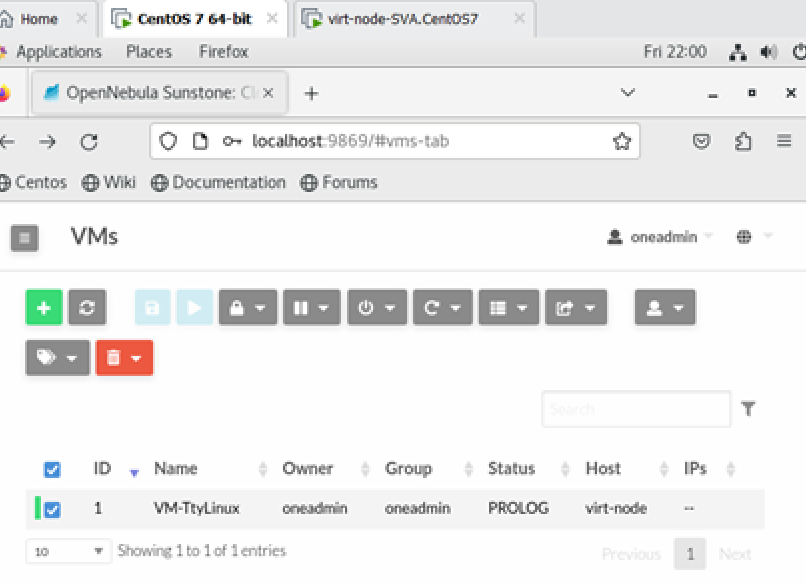 Home CentOS 7 64-bit virt-node-SVA.CentOS7
Applications Places Firefox Fri 22:00
OpenNebula Sunstone: Cl
localhost:9869/#vms-tab
Centos Wiki Documentation Forums
VMs oneadmin
Search
ID Name Owner Group Status Host IPs
1 VM-TtyLinux oneadmin oneadmin PROLOG virt-node --
10 Showing 1 to 1 of 1 entries Previous 1 Next